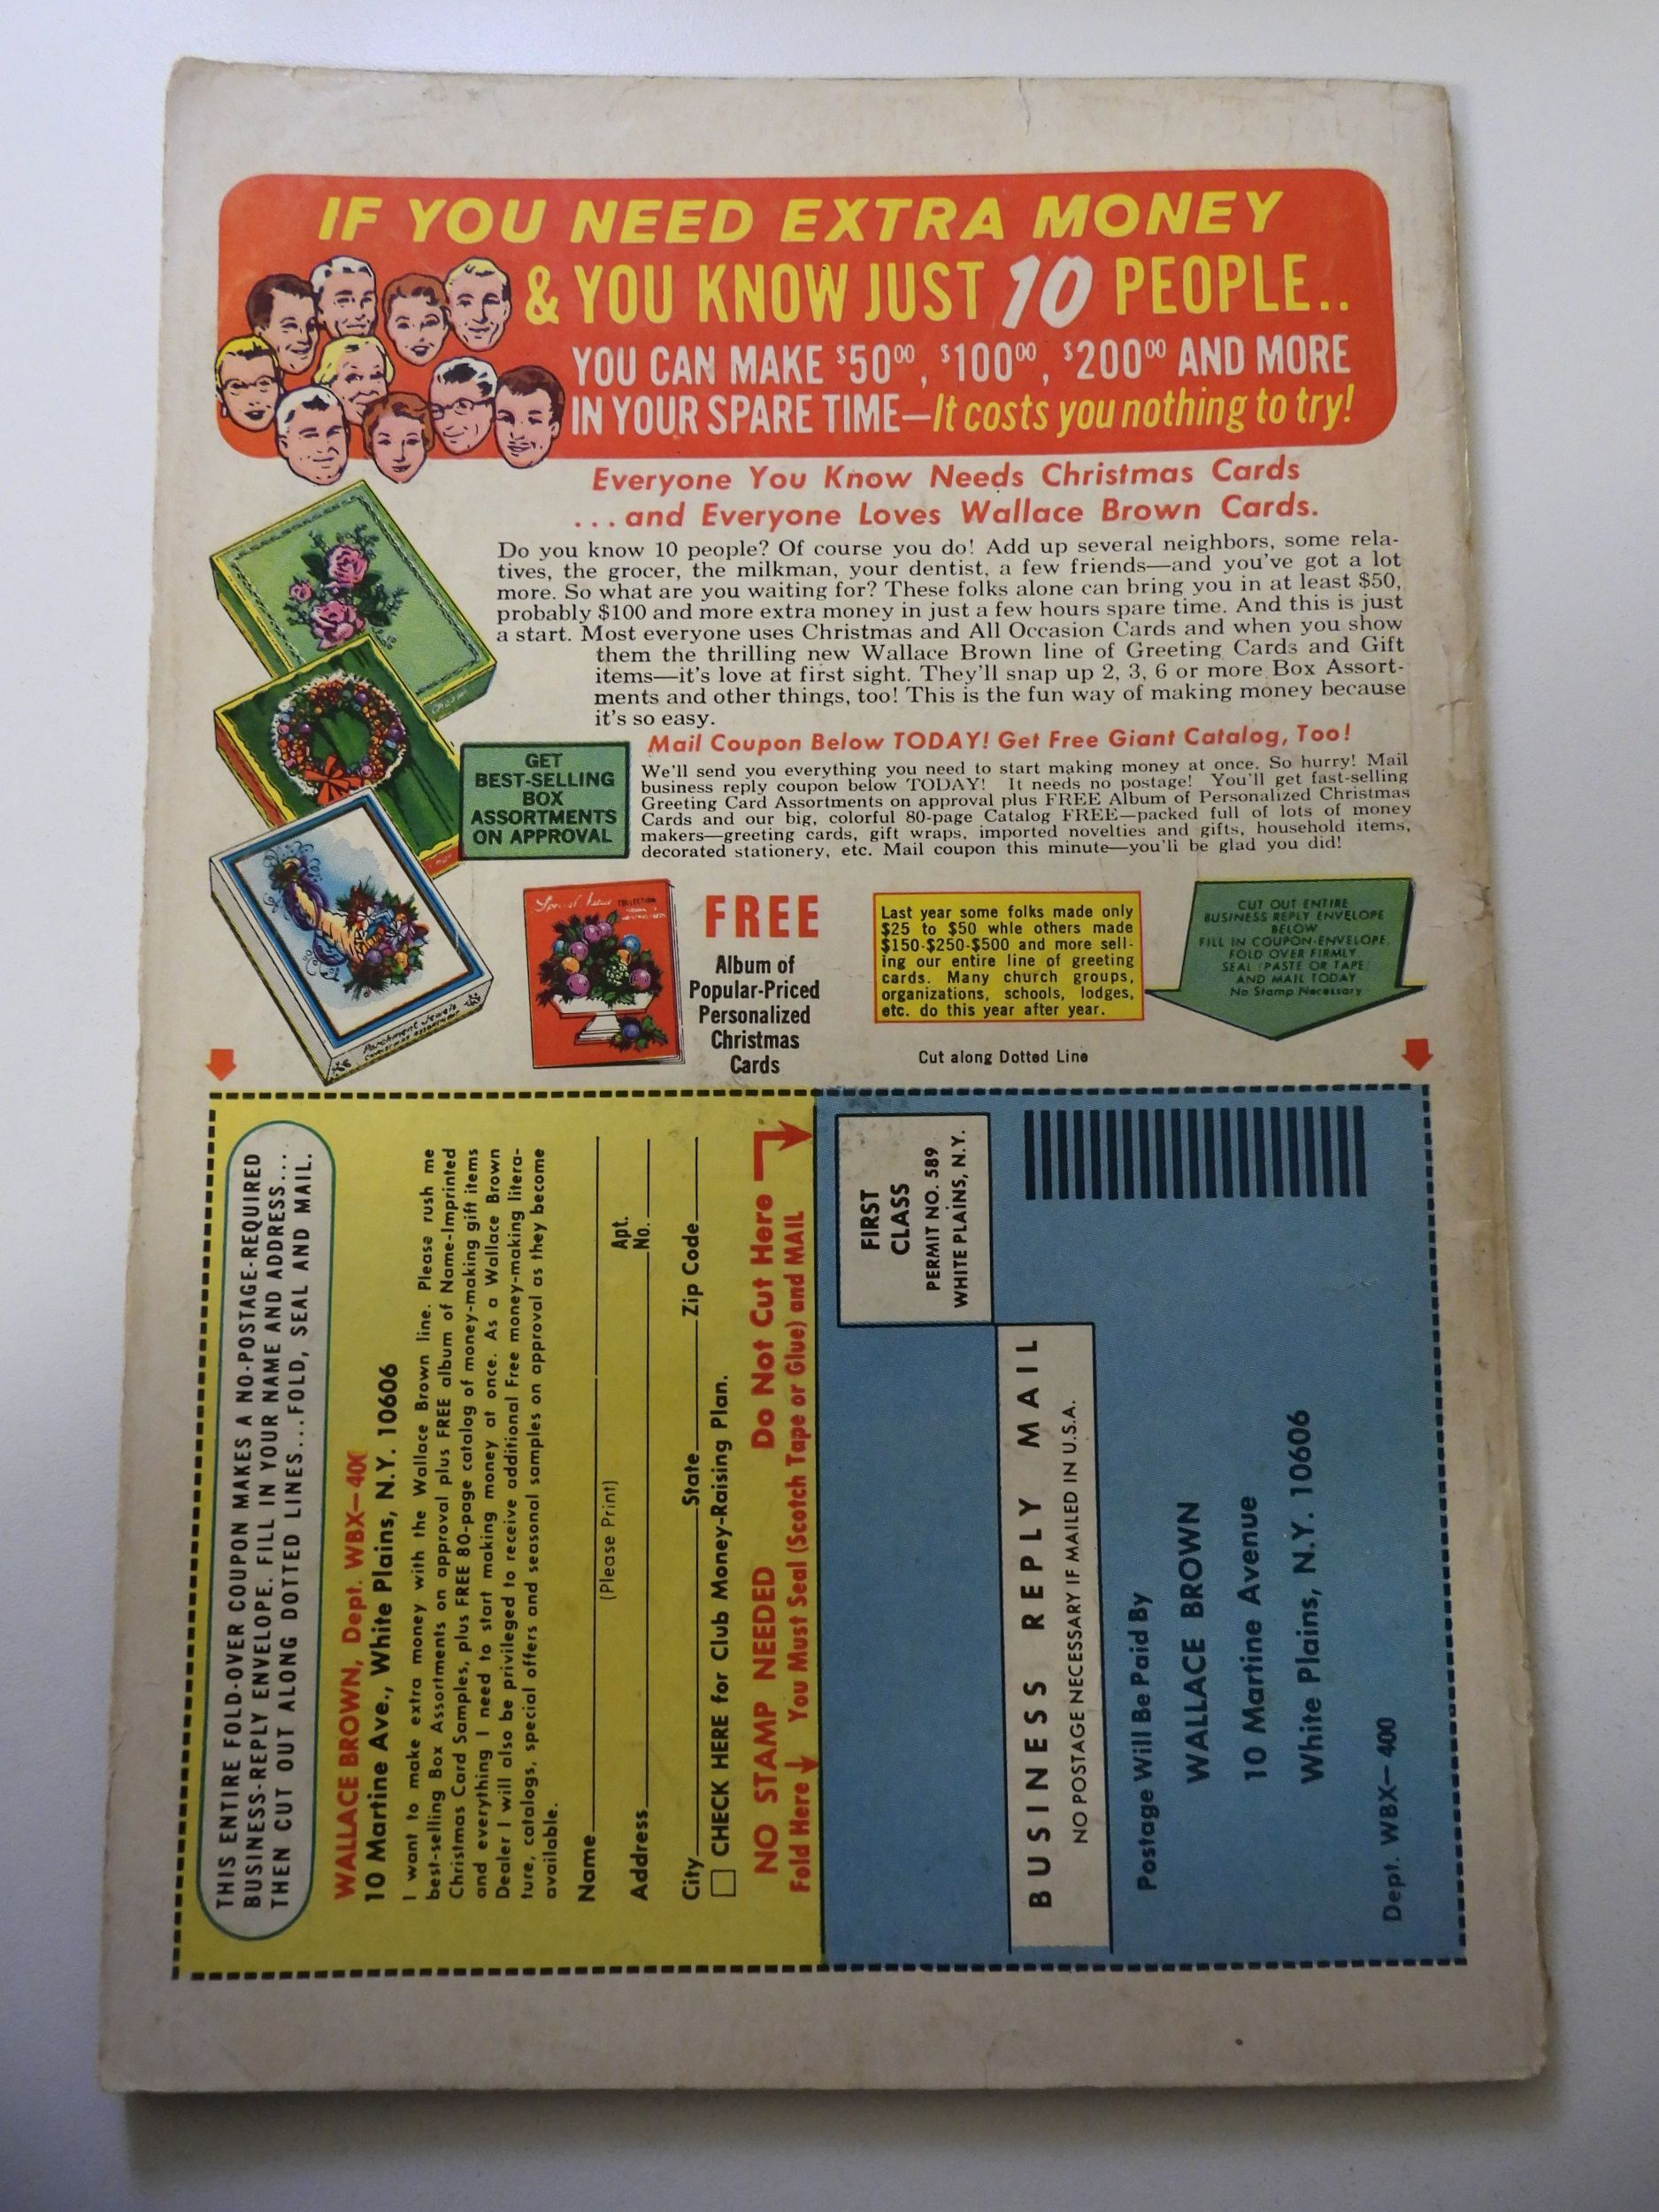 IF YOU NEED EXTRA MONEY
& YOU KNOW JUST 10 PEOPLE..
YOU CAN MAKE $50⁰⁰, $100⁰⁰, $200⁰⁰ AND MORE
IN YOUR SPARE TIME—It costs you nothing to try!
Everyone You Know Needs Christmas Cards
...and Everyone Loves Wallace Brown Cards.
Do you know 10 people? Of course you do! Add up several neighbors, some rela-
tives, the grocer, the milkman, your dentist, a few friends—and you've got a lot
more. So what are you waiting for? These folks alone can bring you in at least $50,
probably $100 and more extra money in just a few hours spare time. And this is just
a start. Most everyone uses Christmas and All Occasion Cards and when you show
them the thrilling new Wallace Brown line of Greeting Cards and Gift
items—it's love at first sight. They'll snap up 2, 3, 6 or more Box Assort-
ments and other things, too! This is the fun way of making money because
it's so easy.
GET
BEST-SELLING
BOX
ASSORTMENTS
ON APPROVAL
Mail Coupon Below TODAY! Get Free Giant Catalog, Too!
We'll send you everything you need to start making money at once. So hurry! Mail
business reply coupon below TODAY! It needs no postage! You'll get fast-selling
Greeting Card Assortments on approval plus FREE Album of Personalized Christmas
Cards and our big, colorful 80-page Catalog FREE—packed full of lots of money
makers—greeting cards, gift wraps, imported novelties and gifts, household items,
decorated stationery, etc. Mail coupon this minute—you'll be glad you did!
Parchment Jewels
Special Issue COLLECTION
FREE
Album of
Popular-Priced
Personalized
Christmas
Cards
Last year some folks made only
$25 to $50 whle others made
$150-$250-$500 and more sell-
ing our entire line of greeting
cards. Many church groups,
organizations, schools, lodges,
etc. do this year after year.
CUT OUT ENTIRE
BUSINESS REPLY ENVELOPE
BELOW
FILL IN COUPON-ENVELOPE,
FOLD OVER FIRMLY,
SEAL (PASTE OR TAPE)
AND MAIL TODAY
No Stamp Necessary
Cut along Dotted Line
THIS ENTIRE FOLD-OVER COUPON MAKES A NO-POSTAGE-REQUIRED
BUSINESS-REPLY ENVELOPE. FILL IN YOUR NAME AND ADDRESS...
THEN CUT OUT ALONG DOTTED LINES...FOLD, SEAL AND MAIL.
WALLACE BROWN, Dept. WBX—400
10 Martine Ave., White Plains, N.Y. 10606
I want to make extra money with the Wallace Brown line. Please rush me
best-selling Box Assortments on approval plus FREE album of Name-Imprinted
Christmas Card Samples, plus FREE 80-page catalog of money-making gift items
and everything I need to start making money at once. As a Wallace Brown
Dealer I will also be privileged to receive additional Free money-making litera-
ture, catalogs, special offers and seasonal samples on approval as they become
available.
Name
(Please Print)
Address Apt. No.
City State Zip Code
CHECK HERE for Club Money-Raising Plan.
NO STAMP NEEDED Do Not Cut Here
Fold Here You Must Seal (Scotch Tape or Glue) and MAIL
FIRST
CLASS
PERMIT NO. 589
WHITE PLAINS, N.Y.
BUSINESS REPLY MAIL
NO POSTAGE NECESSARY IF MAILED IN U.S.A.
Postage Will Be Paid By
WALLACE BROWN
10 Martine Avenue
White Plains, N.Y. 10606
Dept. WBX—400